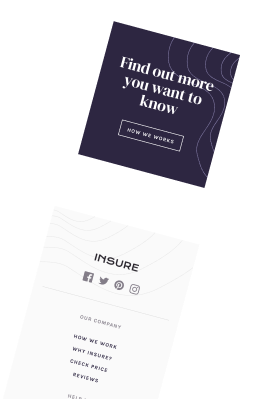 Find out more
you want to
know
HOW WE WORKS
INSURE
OUR COMPANY
HOW WE WORK
WHY INSURE?
CHECK PRICE
REVIEWS
HELP